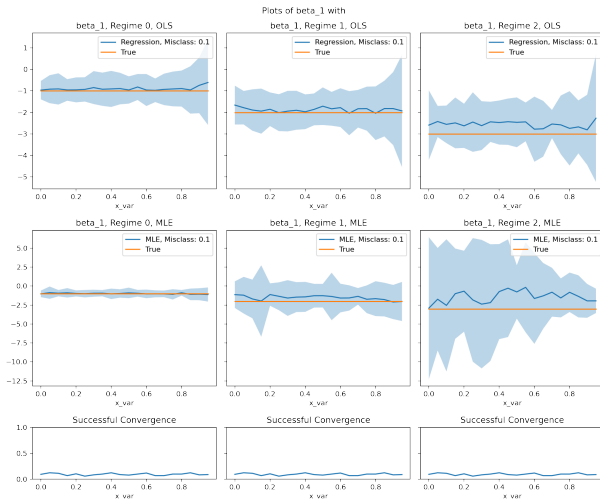 Plots of beta_1 with
beta_1, Regime 0, OLS
beta_1, Regime 1, OLS
beta_1, Regime 2, OLS
Regression, Misclass: 0.1
True
Regression, Misclass: 0.1
True
Regression, Misclass: 0.1
True
1
0
−1
−2
−3
−4
−5
0.0 0.2 0.4 0.6 0.8
0.0 0.2 0.4 0.6 0.8
0.0 0.2 0.4 0.6 0.8
x_var
x_var
x_var
beta_1, Regime 0, MLE
beta_1, Regime 1, MLE
beta_1, Regime 2, MLE
MLE, Misclass: 0.1
True
MLE, Misclass: 0.1
True
MLE, Misclass: 0.1
True
5.0
2.5
0.0
−2.5
−5.0
−7.5
−10.0
−12.5
0.0 0.2 0.4 0.6 0.8
0.0 0.2 0.4 0.6 0.8
0.0 0.2 0.4 0.6 0.8
x_var
x_var
x_var
Successful Convergence
Successful Convergence
Successful Convergence
1.0
0.5
0.0
0.0 0.2 0.4 0.6 0.8
0.0 0.2 0.4 0.6 0.8
0.0 0.2 0.4 0.6 0.8
x_var
x_var
x_var